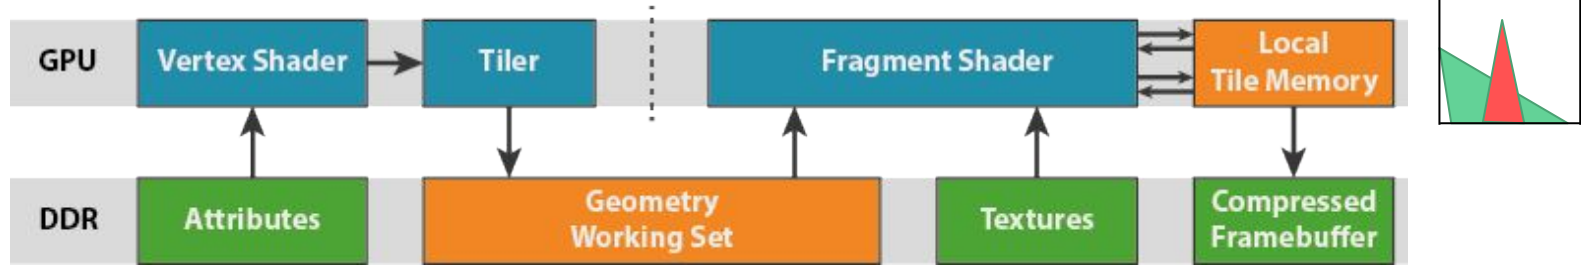 GPU
Vertex Shader
Tiler
Fragment Shader
Local
Tile Memory
DDR
Attributes
Geometry
Working Set
Textures
Compressed
Framebuffer